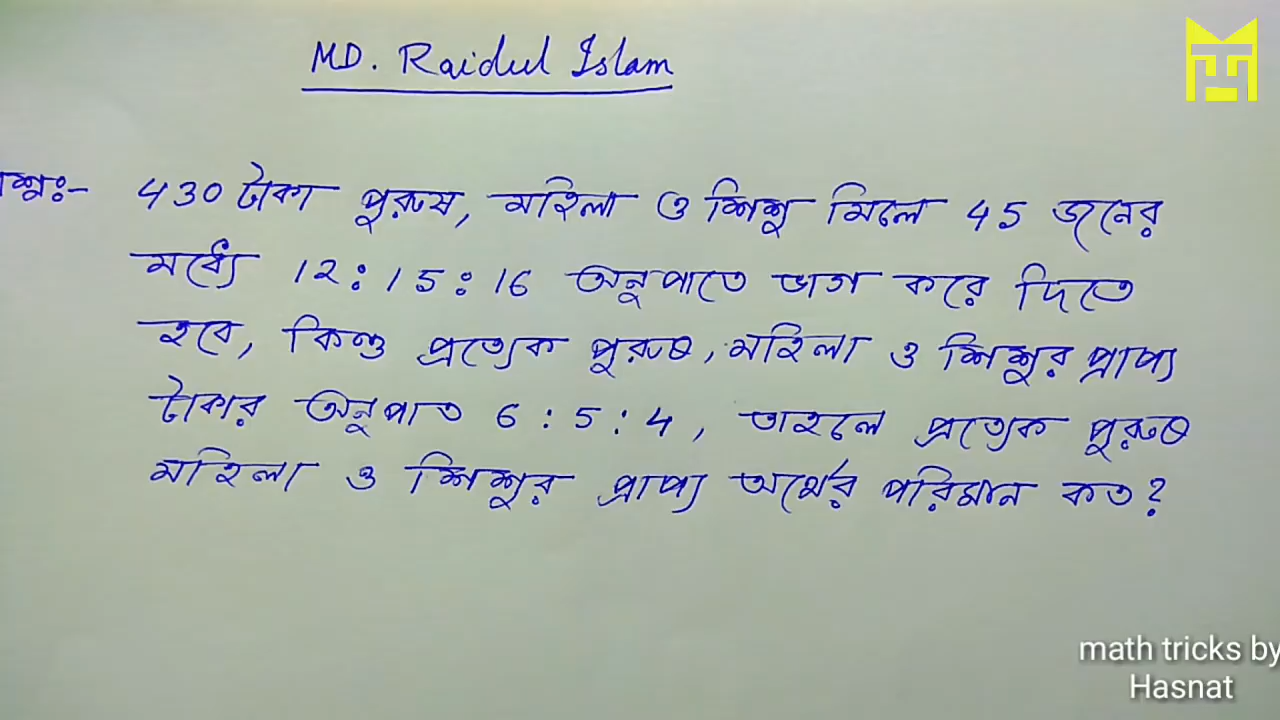 MD. Raidul Islam
430 টাকা পুরুষ, মহিলা ও শিশু মিলে 45 জনের
মধ্যে 12:15:16 অনুপাতে ভাগ করে দিতে
হবে, কিন্তু প্রত্যেক পুরুষ, মহিলা ও শিশুর প্রাপ্য
টাকার অনুপাত 6:5:4, তাহলে প্রত্যেক পুরুষ
মহিলা ও শিশুর প্রাপ্য অর্থের পরিমান কত?
math tricks by
Hasnat